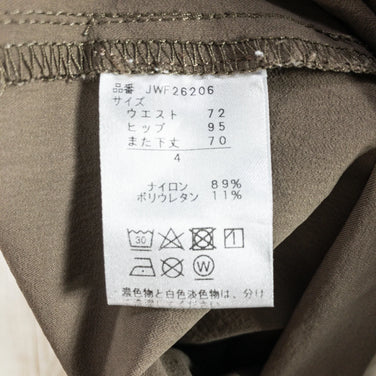 品番 JWF26206
サイズ
ウエスト 72
ヒップ 95
また下丈 70
4
ナイロン 89%
ポリウレタン 11%
30 1
W
濃色物と白色淡色物は、分け